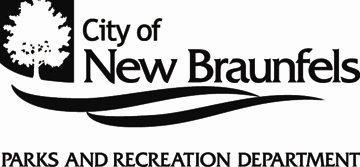 City of
New Braunfels
PARKS AND RECREATION DEPARTMENT